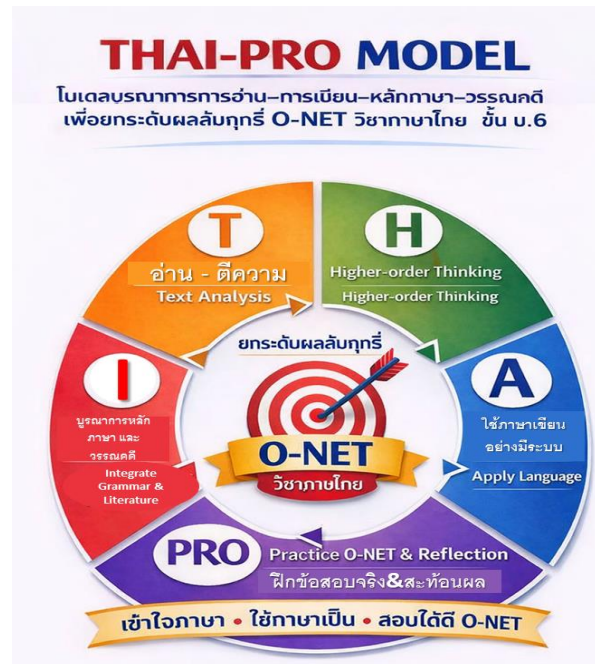 THAI-PRO MODEL
โบเดลบูรณาการการอ่าน–การเบียน–หลักกาษา–วรรณคดี
เพื่อยกระดับผลลับฤกรี่ O-NET วิชากาษาไทย ขั้น บ.6
T
อ่าน - ตีความ
Text Analysis
H
Higher-order Thinking
Higher-order Thinking
I
บูรณาการหลัก
ภาษา และ
วรรณคดี
Integrate
Grammar &
Literature
ยกระดับผลลับฤกรี่
O-NET
วิชาภาษไทย
A
ใช้ภาษาเขียน
อย่างมีระบบ
Apply Language
PRO
Practice O-NET & Reflection
ฝึกข้อสอบจริง&สะท้อนผล
เข้าใจภาษา • ใช้กาษาเป็น • สอบได้ดี O-NET